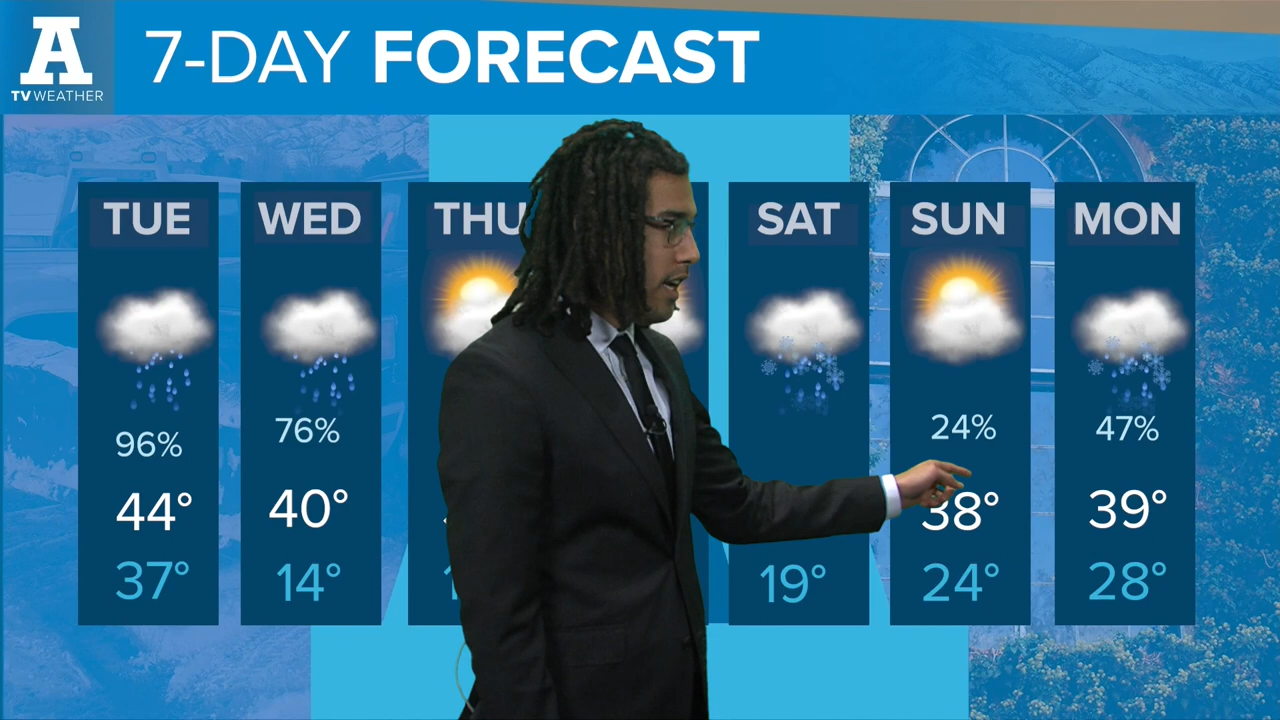 A
TV WEATHER
7-DAY FORECAST
TUE WED THU SAT SUN MON
96% 76% 24% 47%
44° 40° 38° 39°
37° 14° 19° 24° 28°